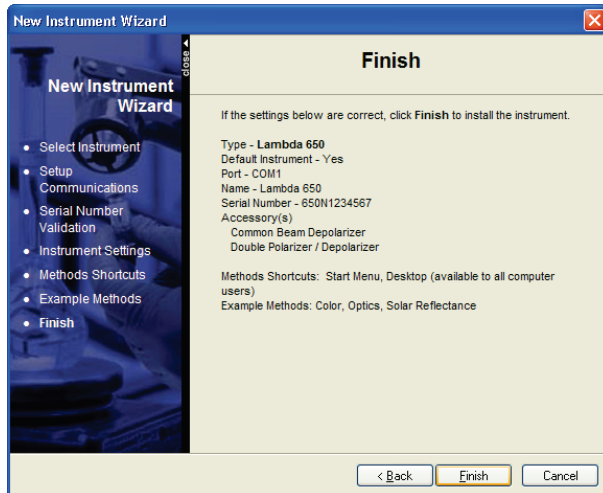 New Instrument Wizard
close
New Instrument
Wizard
Select Instrument
Setup
Communications
Serial Number
Validation
Instrument Settings
Methods Shortcuts
Example Methods
Finish
Finish
If the settings below are correct, click Finish to install the instrument.
Type - Lambda 650
Default Instrument - Yes
Port - COM1
Name - Lambda 650
Serial Number - 650N1234567
Accessory(s)
Common Beam Depolarizer
Double Polarizer / Depolarizer
Methods Shortcuts: Start Menu, Desktop (available to all computer
users)
Example Methods: Color, Optics, Solar Reflectance
< Back
Finish
Cancel